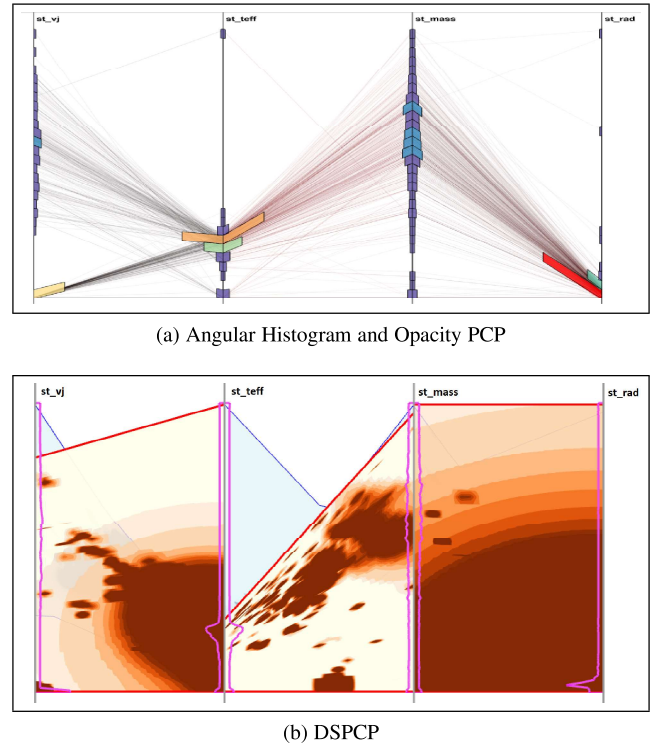 st_vj st_teff st_mass st_rad
(a) Angular Histogram and Opacity PCP
st_vj st_teff st_mass st_rad
(b) DSPCP